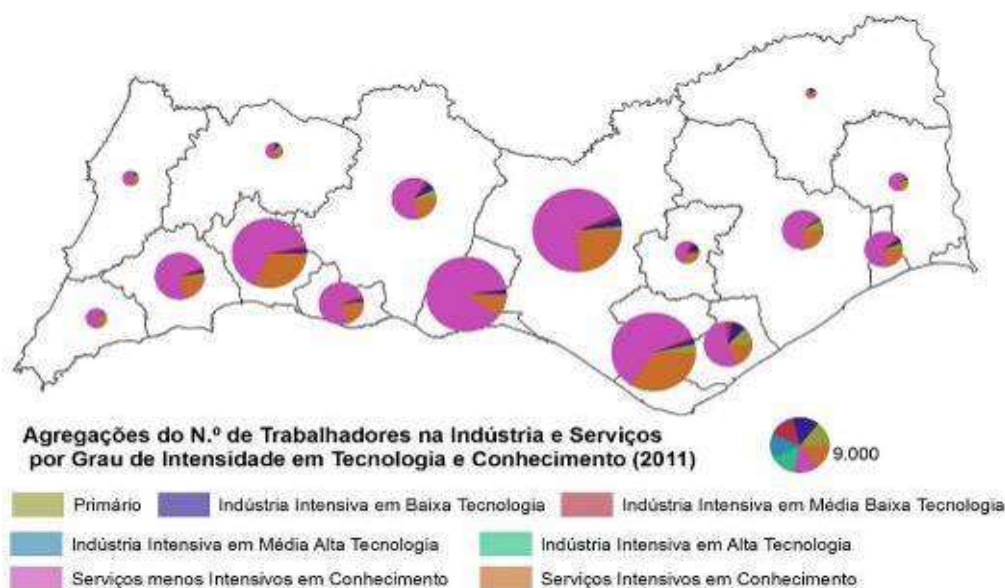 Agregações do N.º de Trabalhadores na Indústria e Serviços
por Grau de Intensidade em Tecnologia e Conhecimento (2011)
9.000
Primário
Indústria Intensiva em Baixa Tecnologia
Indústria Intensiva em Média Baixa Tecnologia
Indústria Intensiva em Média Alta Tecnologia
Indústria Intensiva em Alta Tecnologia
Serviços menos Intensivos em Conhecimento
Serviços Intensivos em Conhecimento